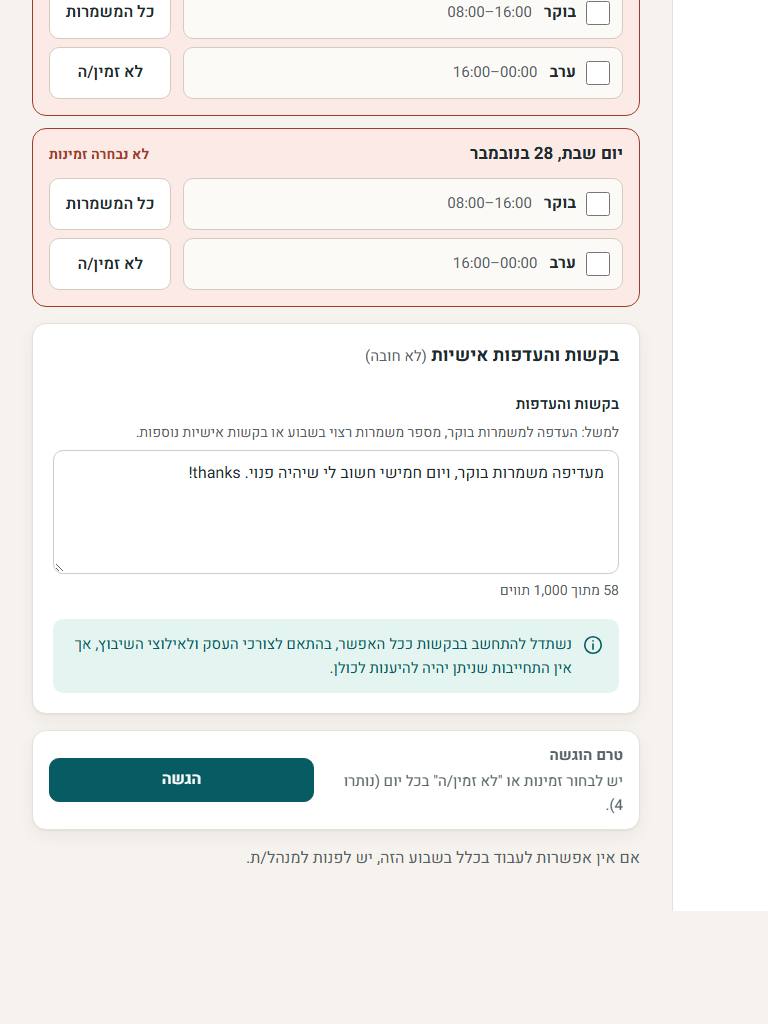 בוקר 08:00–16:00 כל המשמרות
ערב 16:00–00:00 לא זמין/ה
יום שבת, 28 בנובמבר לא נבחרה זמינות
בוקר 08:00–16:00 כל המשמרות
ערב 16:00–00:00 לא זמין/ה
בקשות והעדפות אישיות (לא חובה)
בקשות והעדפות
למשל: העדפה למשמרות בוקר, מספר משמרות רצוי בשבוע או בקשות אישיות נוספות.
מעדיפה משמרות בוקר, ויום חמישי חשוב לי שיהיה פנוי. thanks!
58 מתוך 1,000 תווים
נשתדל להתחשב בבקשות ככל האפשר, בהתאם לצורכי העסק ולאילוצי השיבוץ, אך
אין התחייבות שניתן יהיה להיענות לכולן.
טרם הוגשה
יש לבחור זמינות או "לא זמין/ה" בכל יום (נותרו
4).
הגשה
אם אין אפשרות לעבוד בכלל בשבוע הזה, יש לפנות למנהל/ת.